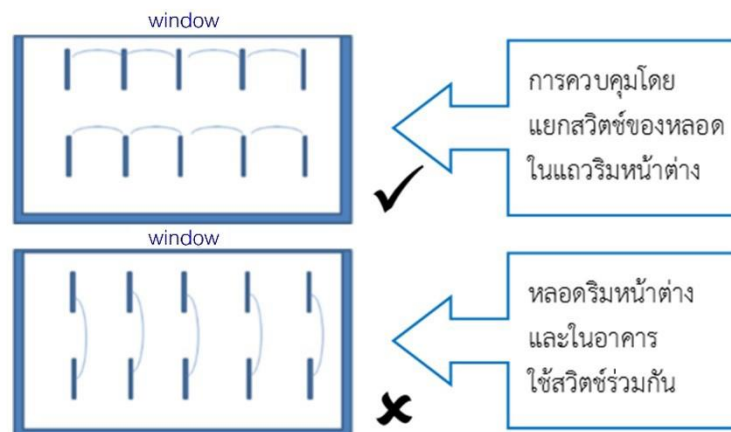 window
การควบคุมโดย
แยกสวิตช์ของหลอด
ในแถวริมหน้าต่าง
window
หลอดริมหน้าต่าง
และในอาคาร
ใช้สวิตช์ร่วมกัน